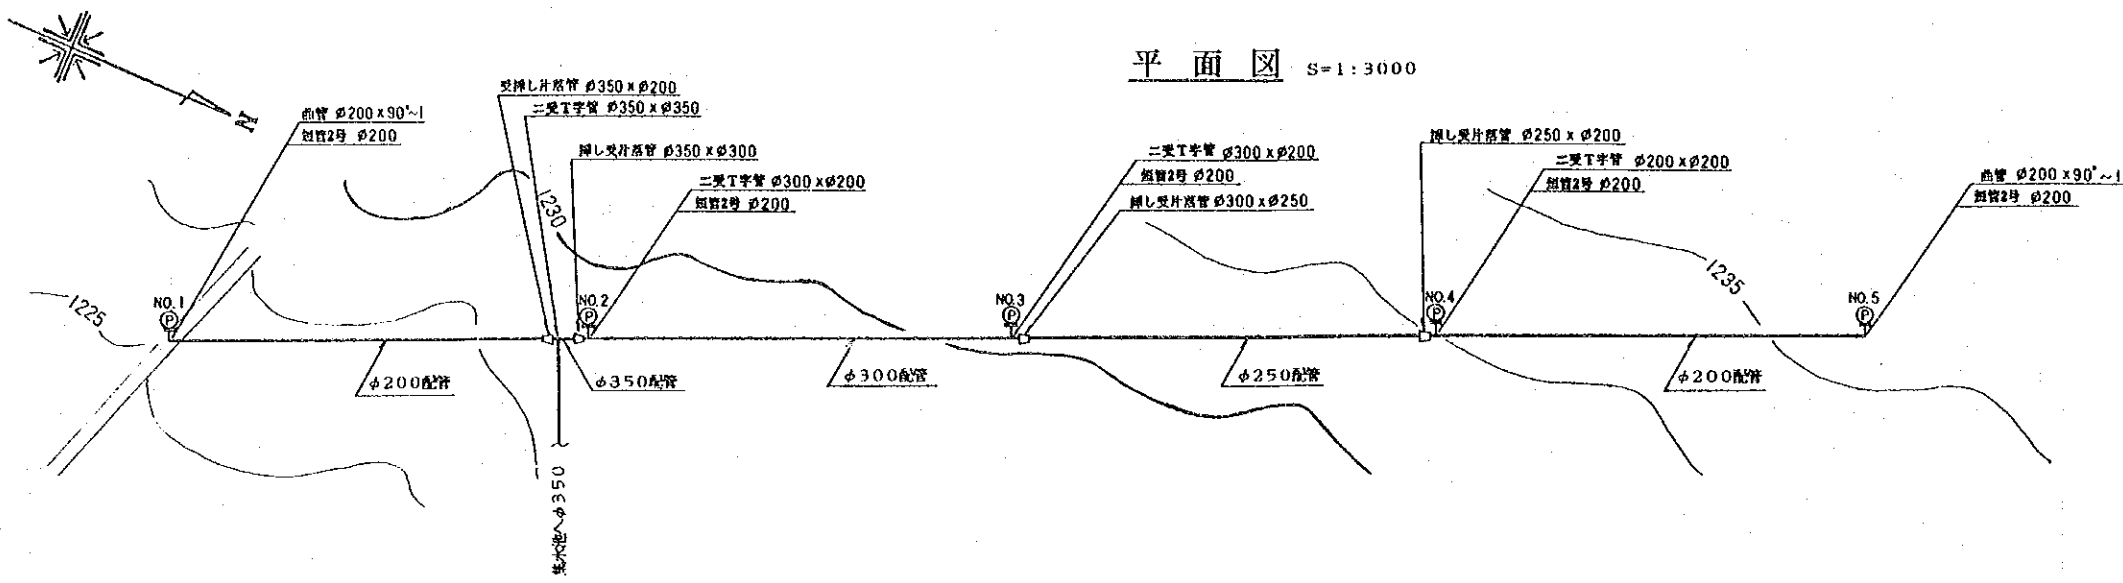 平面図 S=1:3000
N
曲管 φ200×90°~1
短管2号 φ200
受挿し片落管 φ350×φ200
二受T字管 φ350×φ350
挿し受片落管 φ350×φ300
二受T字管 φ300×φ200
短管2号 φ200
二受T字管 φ300×φ200
短管2号 φ200
挿し受片落管 φ300×φ250
挿し受片落管 φ250×φ200
二受T字管 φ200×φ200
短管2号 φ200
曲管 φ200×90°~1
短管2号 φ200
1230
1235
1225
NO.1
P
NO.2
P
NO.3
P
NO.4
P
NO.5
P
φ200配管
φ350配管
φ300配管
φ250配管
φ200配管
集水池へφ350